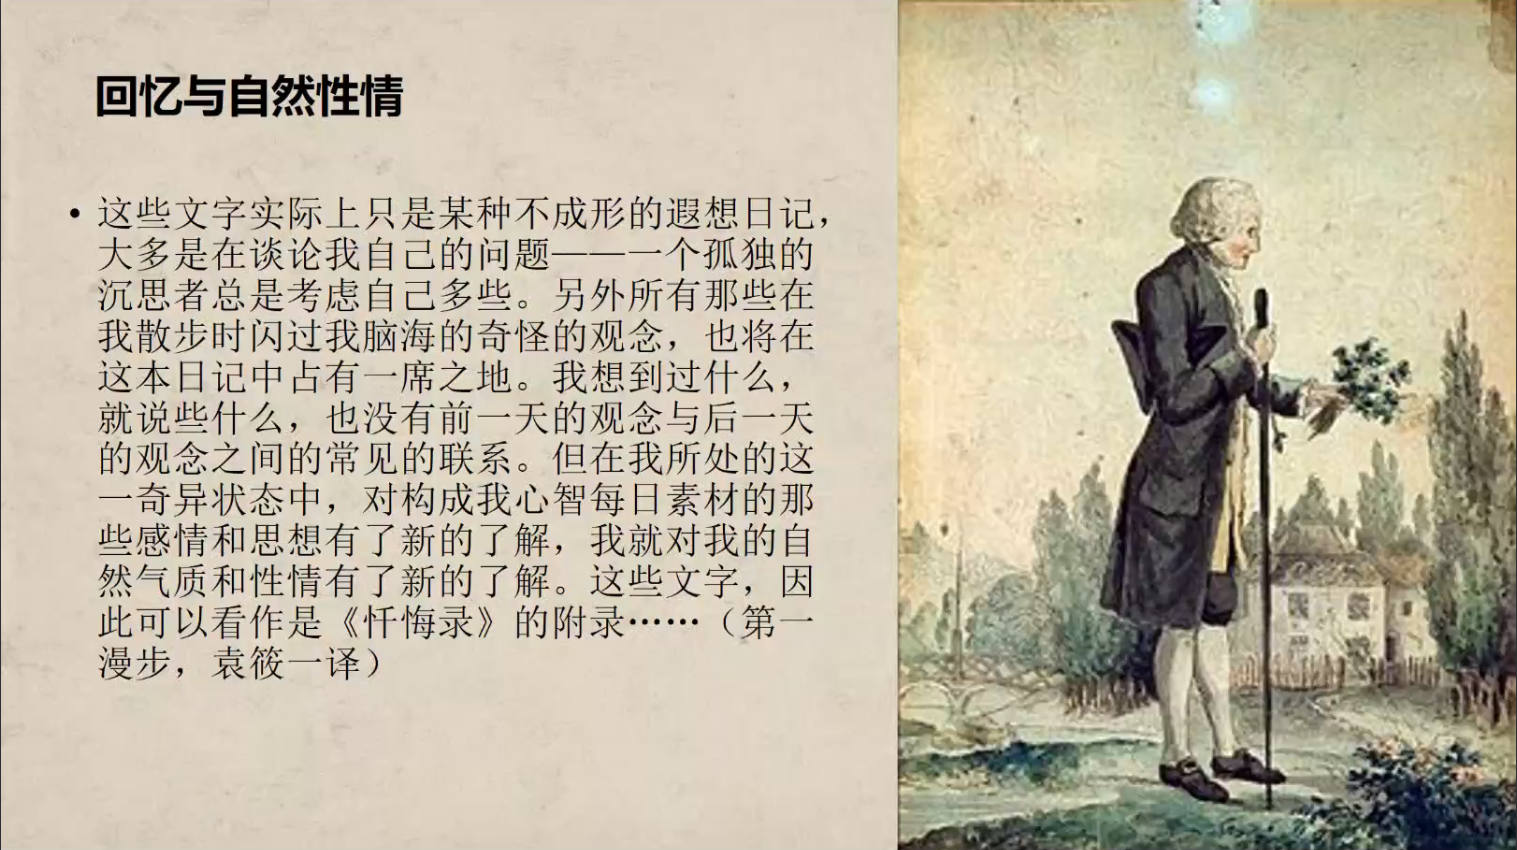 回忆与自然性情
• 这些文字实际上只是某种不成形的遐想日记，
大多是在谈论我自己的问题——一个孤独的
沉思者总是考虑自己多些。另外所有那些在
我散步时闪过我脑海的奇怪的观念，也将在
这本日记中占有一席之地。我想到过什么，
就说些什么，也没有前一天的观念与后一天
的观念之间的常见的联系。但在我所处的这
一奇异状态中，对构成我心智每日素材的那
些感情和思想有了新的了解，我就对我的自
然气质和性情有了新的了解。这些文字，因
此可以看作是《忏悔录》的附录……（第一
漫步，袁筱一译）